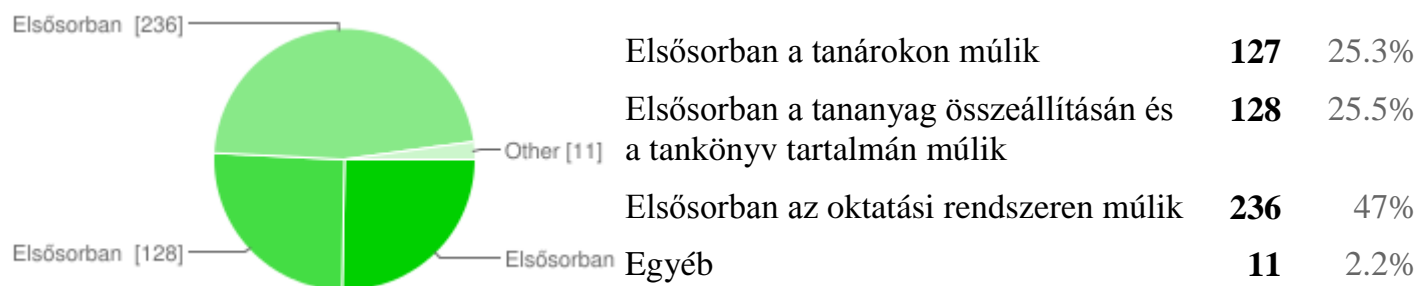 Elsősorban [236]
Other [11]
Elsősorban [128]
Elsősorban
Elsősorban a tanárokon múlik 127 25.3%
Elsősorban a tananyag összeállításán és 128 25.5%
a tankönyv tartalmán múlik
Elsősorban az oktatási rendszeren múlik 236 47%
Egyéb 11 2.2%